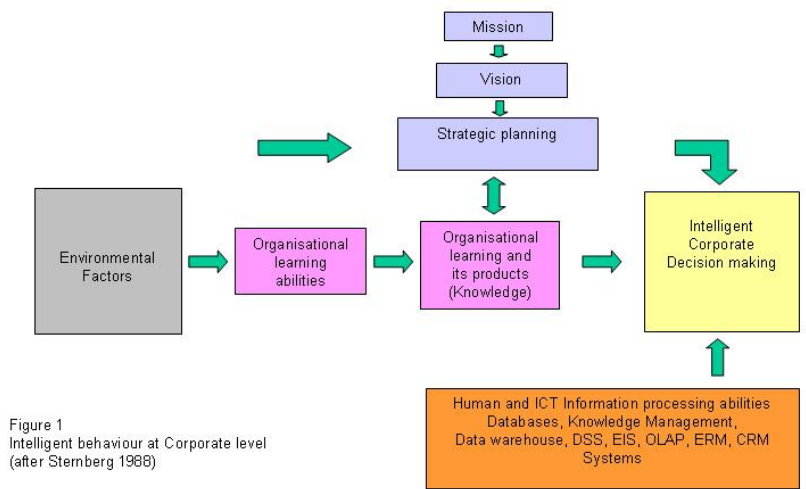 Mission
Vision
Strategic planning
Environmental
Factors
Organisational
learning
abilities
Organisational
learning and
its products
(Knowledge)
Intelligent
Corporate
Decision making
Human and ICT Information processing abilities
Databases, Knowledge Management,
Data warehouse, DSS, EIS, OLAP, ERM, CRM
Systems
Figure 1
Intelligent behaviour at Corporate level
(after Sternberg 1988)